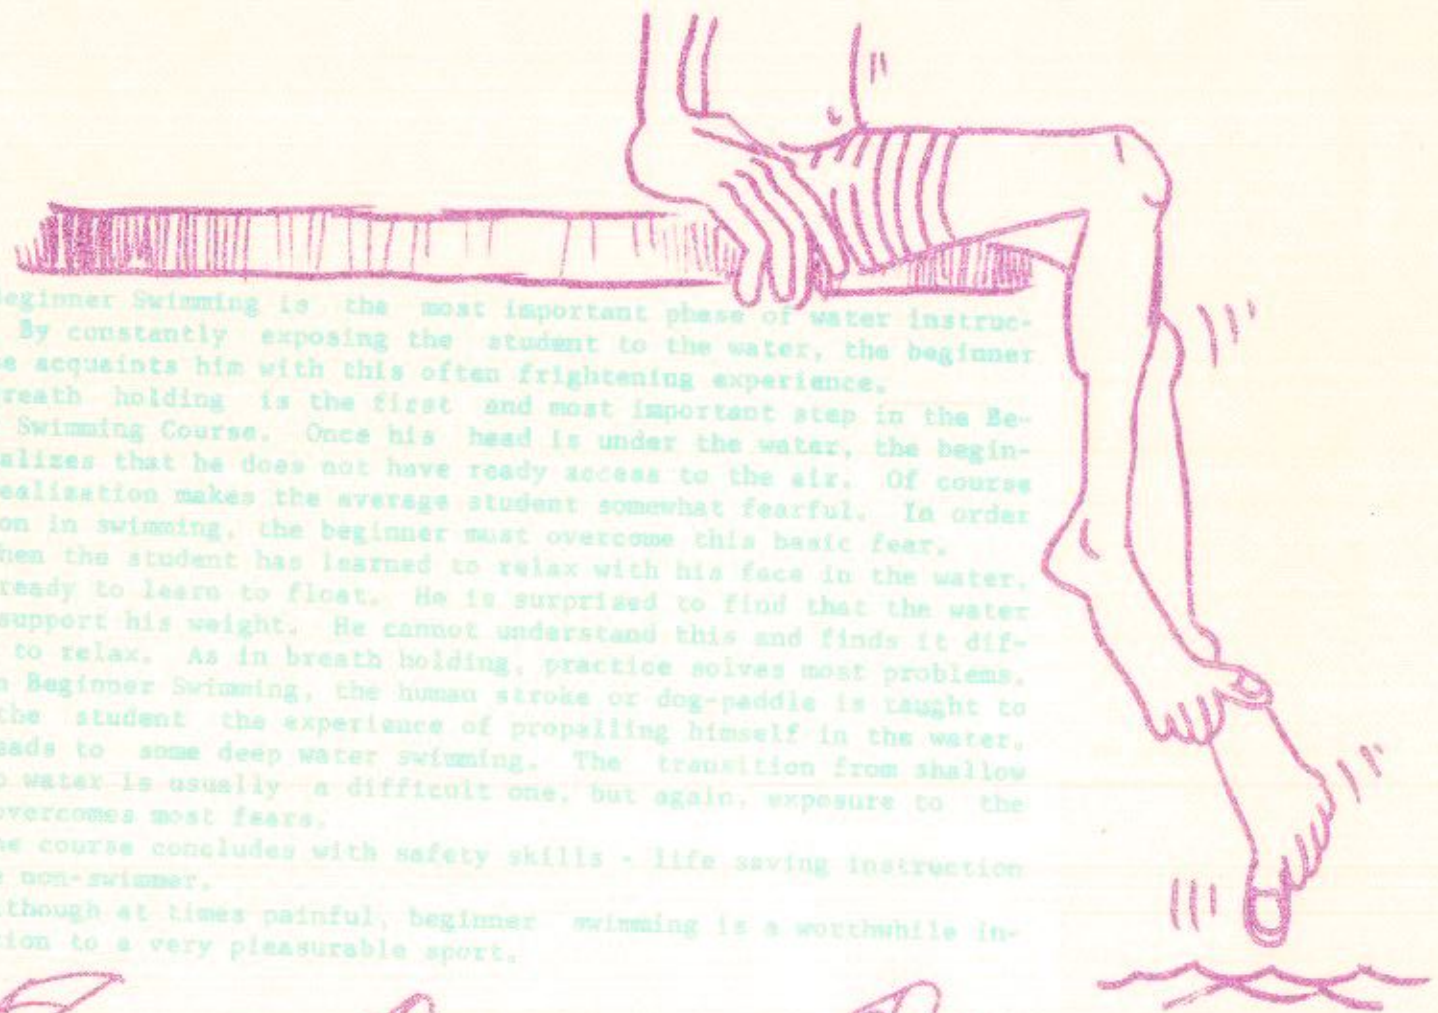 Beginner Swimming is the most important phase of water instruc-
By constantly exposing the student to the water, the beginner
se acquaints him with this often frightening experience.
reath holding is the first and most important step in the Be-
Swimming Course. Once his head is under the water, the begin-
alizes that he does not have ready access to the air. Of course
ealization makes the average student somewhat fearful. In order
on in swimming, the beginner must overcome this basic fear.
hen the student has learned to relax with his face in the water,
ready to learn to float. He is surprised to find that the water
support his weight. He cannot understand this and finds it dif-
to relax. As in breath holding, practice solves most problems.
n Beginner Swimming, the human stroke or dog-paddle is taught to
the student the experience of propelling himself in the water.
eads to some deep water swimming. The transition from shallow
p water is usually a difficult one, but again, exposure to the
overcomes most fears.
he course concludes with safety skills - life saving instruction
e non-swimmer.
lthough at times painful, beginner swimming is a worthwhile in-
tion to a very pleasurable sport.